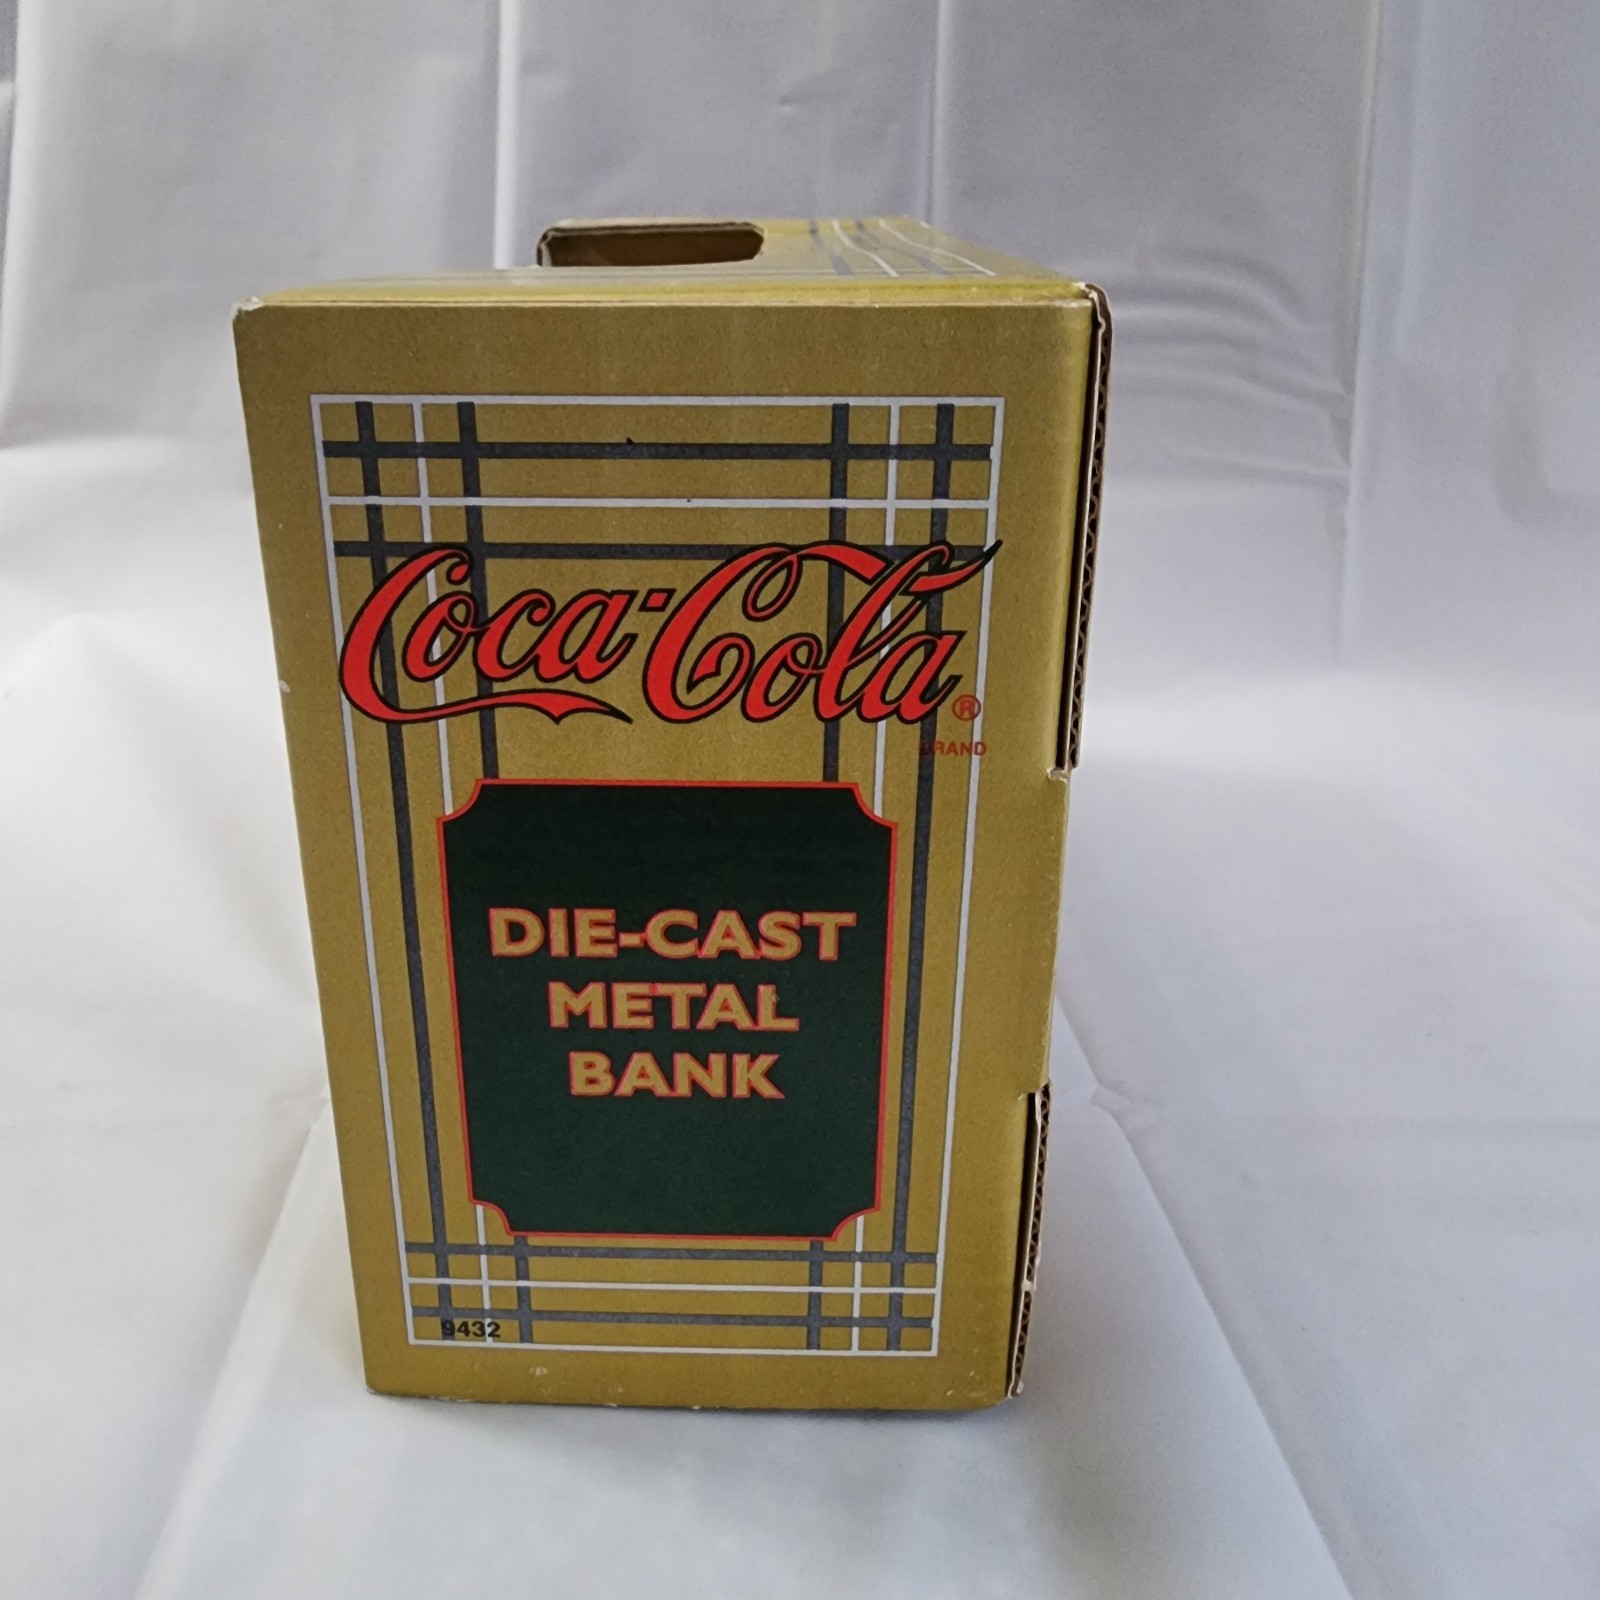 Coca-Cola®
BRAND
DIE-CAST
METAL
BANK
9432